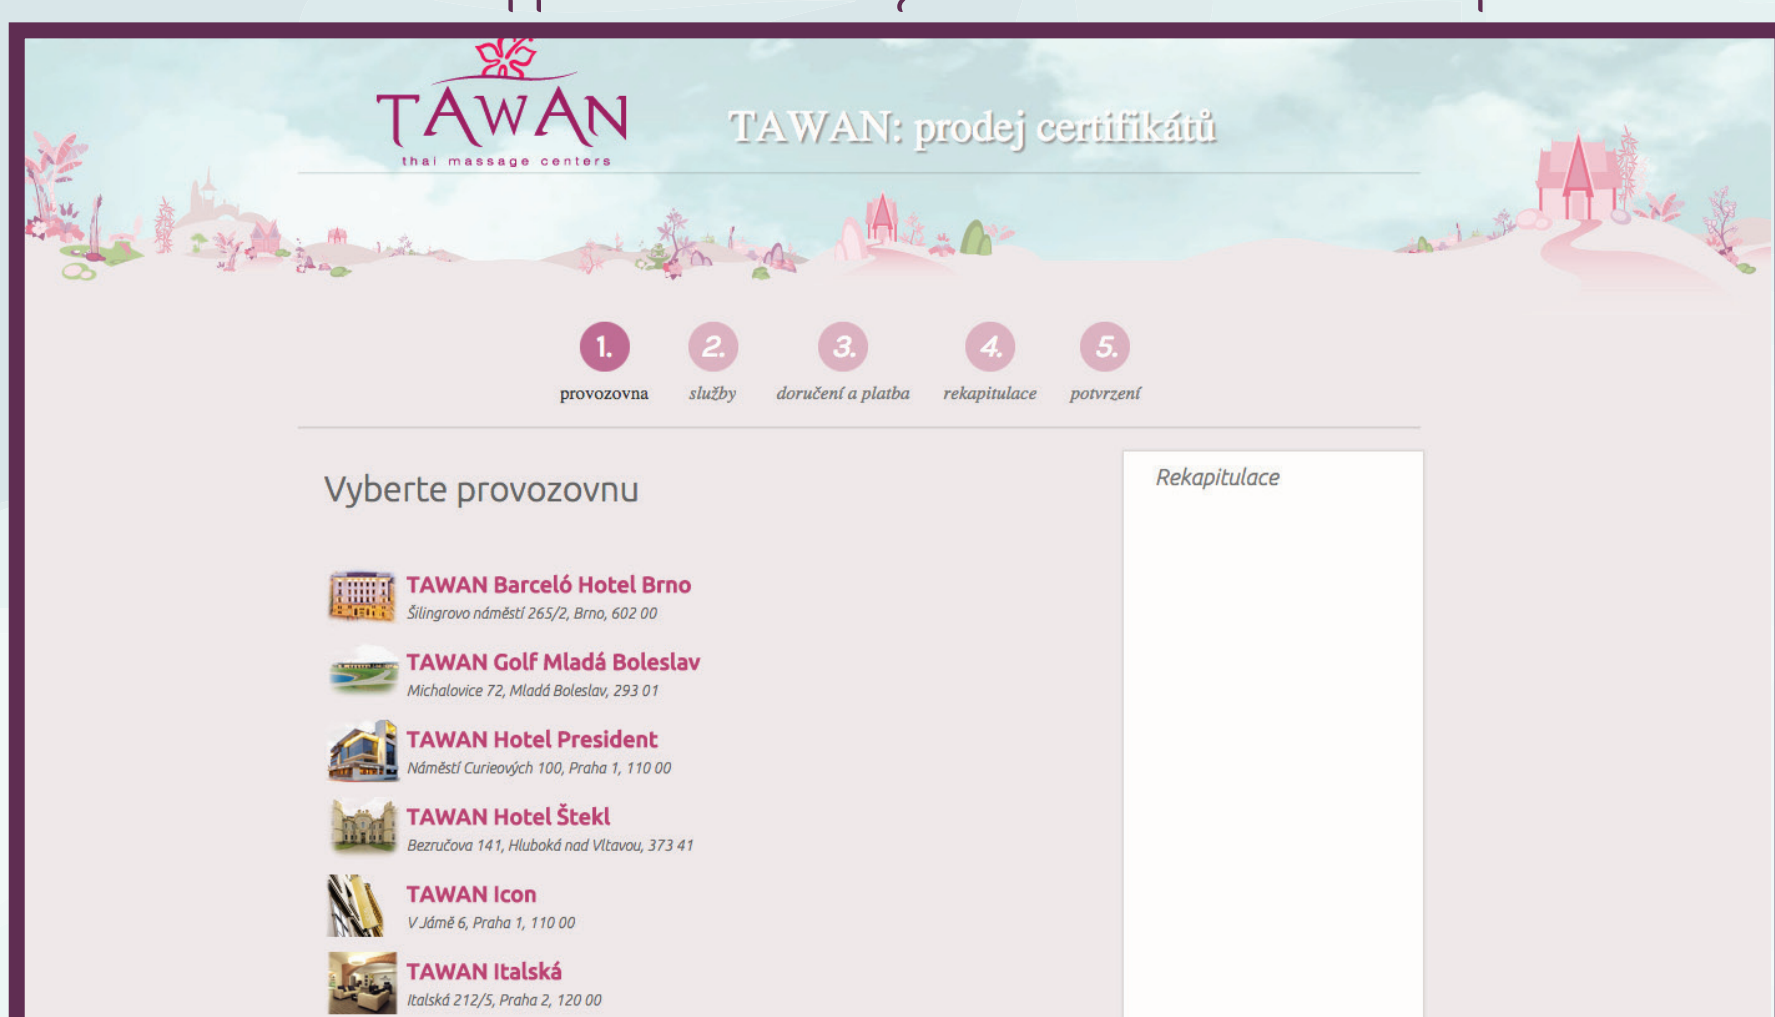 TAWAN
thai massage centers
TAWAN: prodej certifikátů
1. 2. 3. 4. 5.
provozovna služby doručení a platba rekapitulace potvrzení
Vyberte provozovnu
Rekapitulace
TAWAN Barceló Hotel Brno
Šilingrovo náměstí 265/2, Brno, 602 00
TAWAN Golf Mladá Boleslav
Michalovice 72, Mladá Boleslav, 293 01
TAWAN Hotel President
Náměstí Curieových 100, Praha 1, 110 00
TAWAN Hotel Štekl
Bezručova 141, Hluboká nad Vltavou, 373 41
TAWAN Icon
V Jámě 6, Praha 1, 110 00
TAWAN Italská
Italská 212/5, Praha 2, 120 00